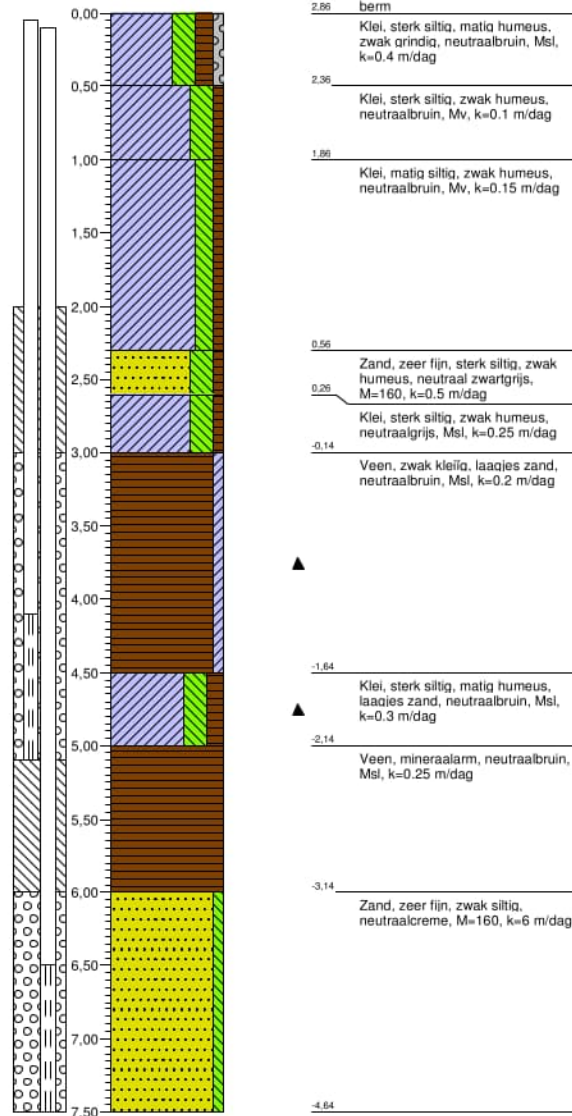 2,86 berm
0,00
Klei, sterk siltig, matig humeus,
zwak grindig, neutraalbruin, Msl,
k=0.4 m/dag
0,50
2,36
Klei, sterk siltig, zwak humeus,
neutraalbruin, Mv, k=0.1 m/dag
1,00
1,86
Klei, matig siltig, zwak humeus,
neutraalbruin, Mv, k=0.15 m/dag
1,50
2,00
0,56
Zand, zeer fijn, sterk siltig, zwak
humeus, neutraal zwartgrijs,
M=160, k=0.5 m/dag
2,50
0,26
Klei, sterk siltig, zwak humeus,
neutraalgrijs, Msl, k=0.25 m/dag
3,00
-0,14
Veen, zwak kleiïg, laagjes zand,
neutraalbruin, Msl, k=0.2 m/dag
3,50
4,00
4,50
-1,64
Klei, sterk siltig, matig humeus,
laagjes zand, neutraalbruin, Msl,
k=0.3 m/dag
5,00
-2,14
Veen, mineraalarm, neutraalbruin,
Msl, k=0.25 m/dag
5,50
6,00
-3,14
Zand, zeer fijn, zwak siltig,
neutraalcreme, M=160, k=6 m/dag
6,50
7,00
7,50
-4,64